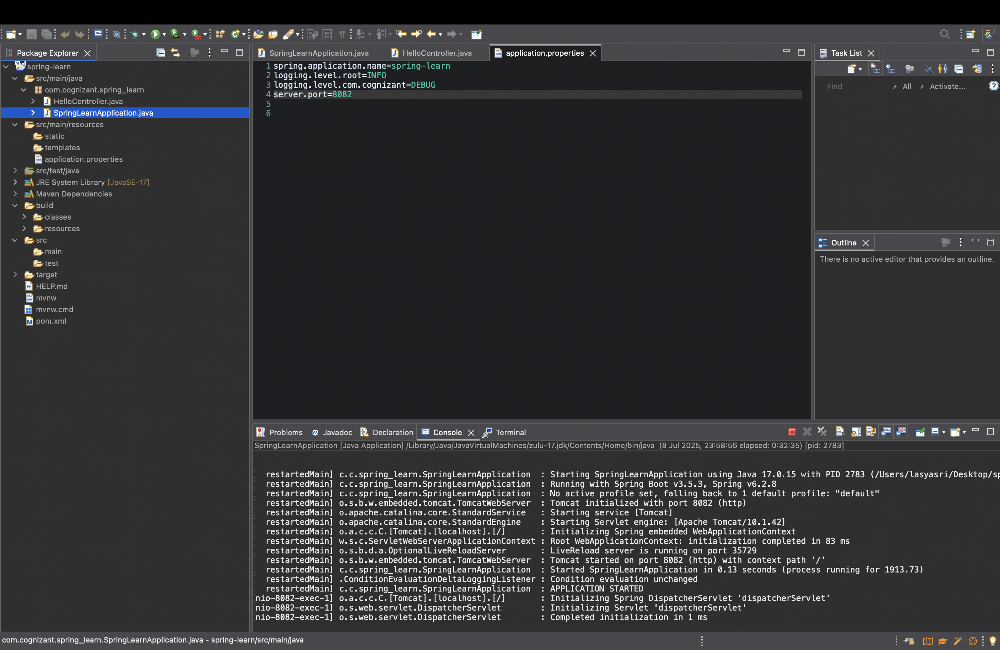 Package Explorer
spring-learn
src/main/java
com.cognizant.spring_learn
HelloController.java
SpringLearnApplication.java
src/main/resources
static
templates
application.properties
src/test/java
JRE System Library [JavaSE-17]
Maven Dependencies
build
classes
resources
src
main
test
target
HELP.md
mvnw
mvnw.cmd
pom.xml
SpringLearnApplication.java HelloController.java application.properties
1 spring.application.name=spring-learn
2 logging.level.root=INFO
3 logging.level.com.cognizant=DEBUG
4 server.port=8082
5
6
Task List
Find All Activate...
Outline
There is no active editor that provides an outline.
Problems Javadoc Declaration Console Terminal
SpringLearnApplication [Java Application] /Library/Java/JavaVirtualMachines/zulu-17.jdk/Contents/Home/bin/java (8 Jul 2025, 23:58:56 elapsed: 0:32:35) [pid: 2783]
restartedMain] c.c.spring_learn.SpringLearnApplication : Starting SpringLearnApplication using Java 17.0.15 with PID 2783 (/Users/lasyasri/Desktop/sp
restartedMain] c.c.spring_learn.SpringLearnApplication : Running with Spring Boot v3.5.3, Spring v6.2.8
restartedMain] c.c.spring_learn.SpringLearnApplication : No active profile set, falling back to 1 default profile: "default"
restartedMain] o.s.b.w.embedded.tomcat.TomcatWebServer : Tomcat initialized with port 8082 (http)
restartedMain] o.apache.catalina.core.StandardService : Starting service [Tomcat]
restartedMain] o.apache.catalina.core.StandardEngine : Starting Servlet engine: [Apache Tomcat/10.1.42]
restartedMain] o.a.c.c.C.[Tomcat].[localhost].[/] : Initializing Spring embedded WebApplicationContext
restartedMain] w.s.c.ServletWebServerApplicationContext : Root WebApplicationContext: initialization completed in 83 ms
restartedMain] o.s.b.d.a.OptionalLiveReloadServer : LiveReload server is running on port 35729
restartedMain] o.s.b.w.embedded.tomcat.TomcatWebServer : Tomcat started on port 8082 (http) with context path '/'
restartedMain] c.c.spring_learn.SpringLearnApplication : Started SpringLearnApplication in 0.13 seconds (process running for 1913.73)
restartedMain] .ConditionEvaluationDeltaLoggingListener : Condition evaluation unchanged
restartedMain] c.c.spring_learn.SpringLearnApplication : APPLICATION STARTED
nio-8082-exec-1] o.a.c.c.C.[Tomcat].[localhost].[/] : Initializing Spring DispatcherServlet 'dispatcherServlet'
nio-8082-exec-1] o.s.web.servlet.DispatcherServlet : Initializing Servlet 'dispatcherServlet'
nio-8082-exec-1] o.s.web.servlet.DispatcherServlet : Completed initialization in 1 ms
com.cognizant.spring_learn.SpringLearnApplication.java - spring-learn/src/main/java